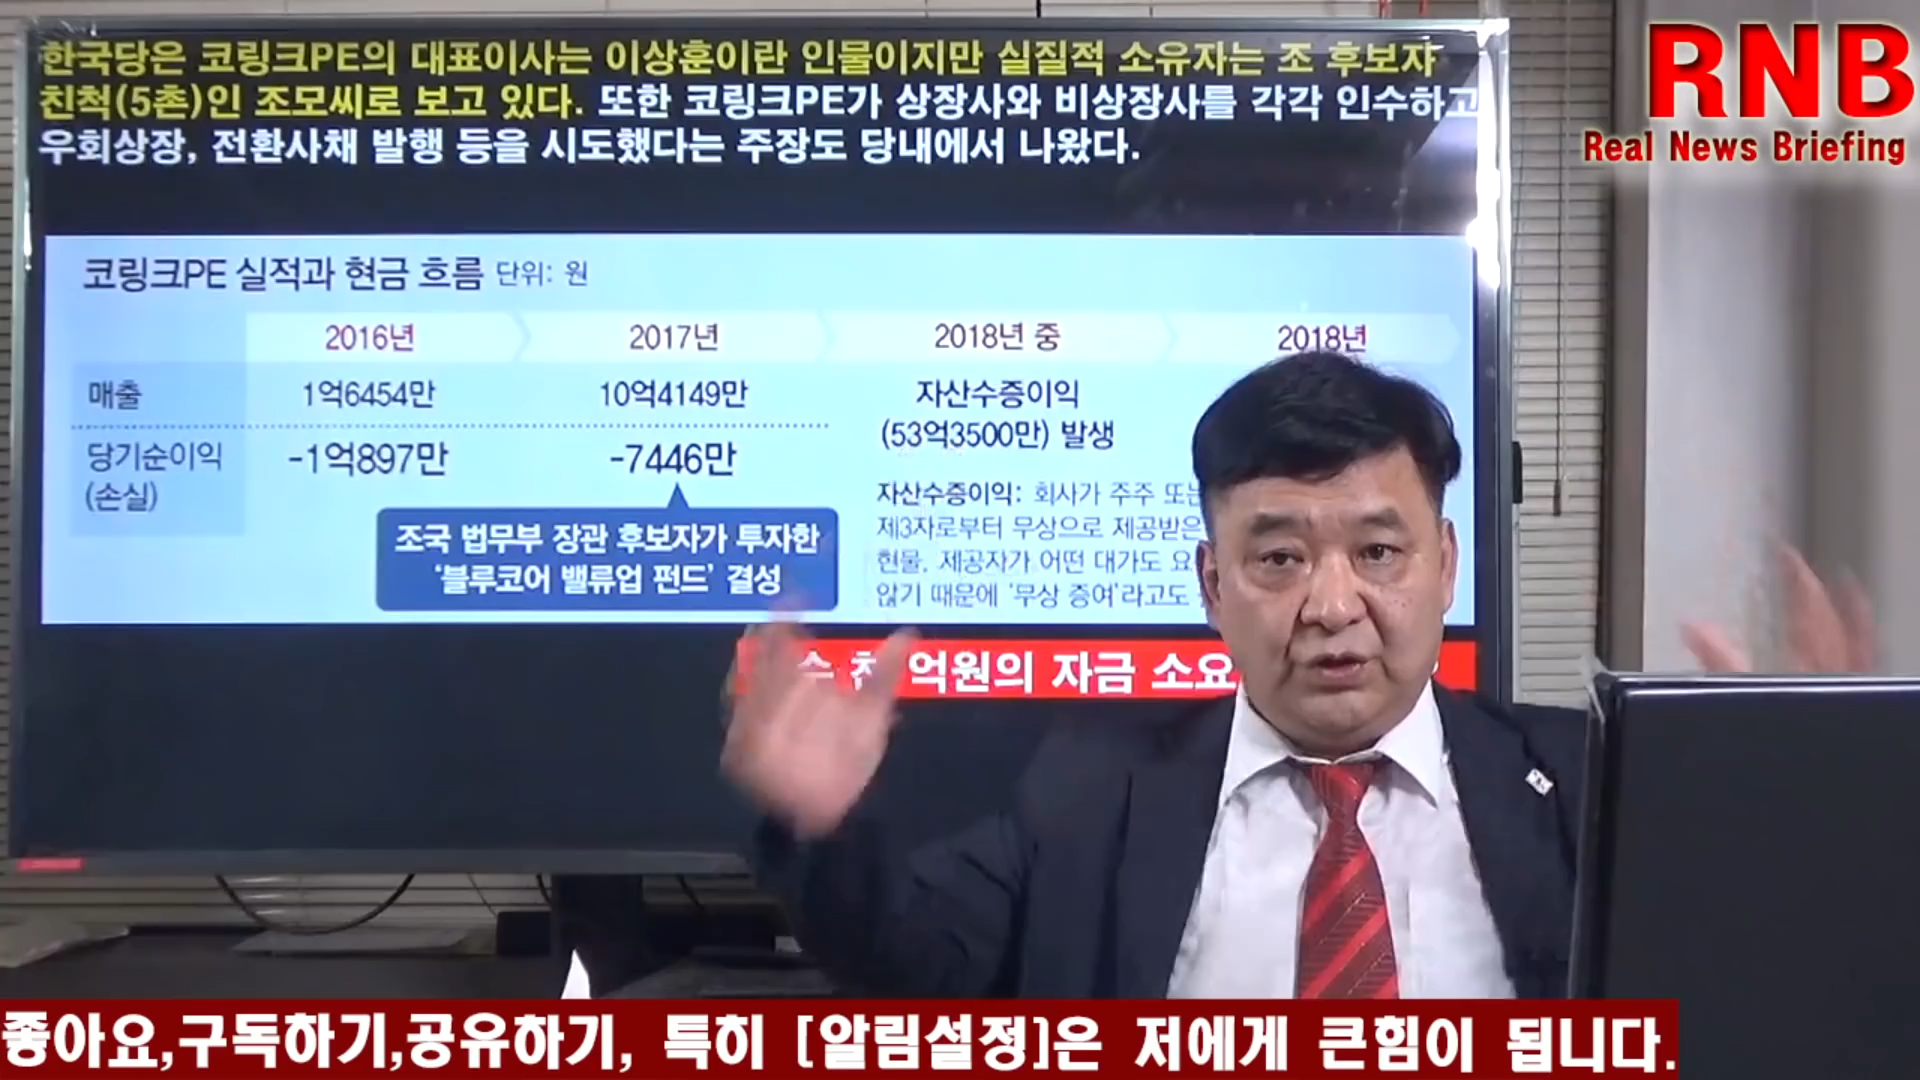 한국당은 코링크PE의 대표이사는 이상훈이란 인물이지만 실질적 소유자는 조 후보자
친척(5촌)인 조모씨로 보고 있다. 또한 코링크PE가 상장사와 비상장사를 각각 인수하고
우회상장, 전환사채 발행 등을 시도했다는 주장도 당내에서 나왔다.
RNB
Real News Briefing
코링크PE 실적과 현금 흐름 단위: 원
2016년 2017년 2018년 중 2018년
매출 1억6454만 10억4149만 자산수증이익
(53억3500만) 발생
당기순이익 -1억897만 -7446만
(손실)
자산수증이익: 회사가 주주 또는
제3자로부터 무상으로 제공받은
현물. 제공자가 어떤 대가도
않기 때문에 '무상 증여'라고도
조국 법무부 장관 후보자가 투자한
'블루코어 밸류업 펀드' 결성
억원의 자금 소요
좋아요,구독하기,공유하기, 특히 [알림설정]은 저에게 큰힘이 됩니다.